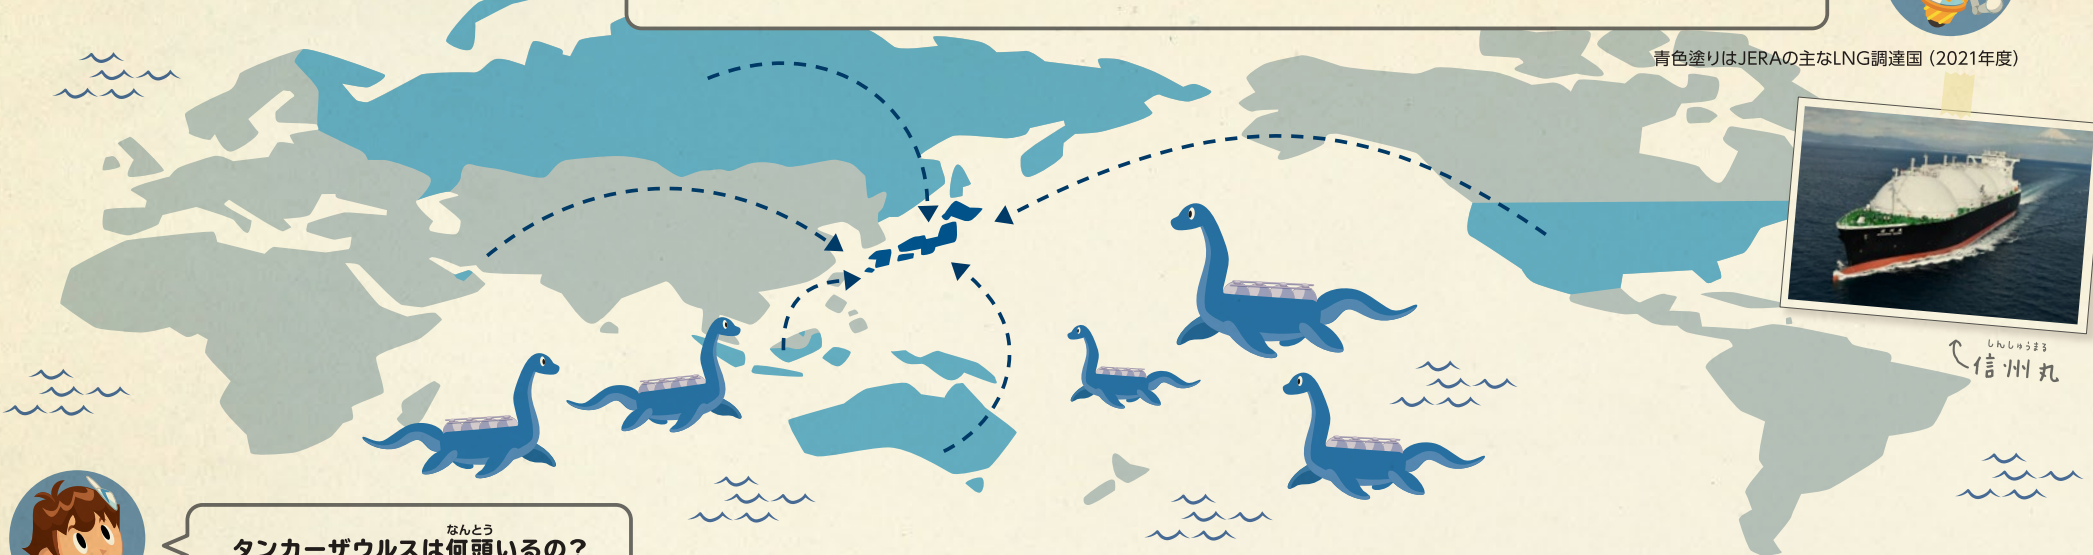 青色塗りはJERAの主なLNG調達国（2021年度）
しんしゅうまる
信州丸
なんとう
タンカーザウルスは何頭いるの？